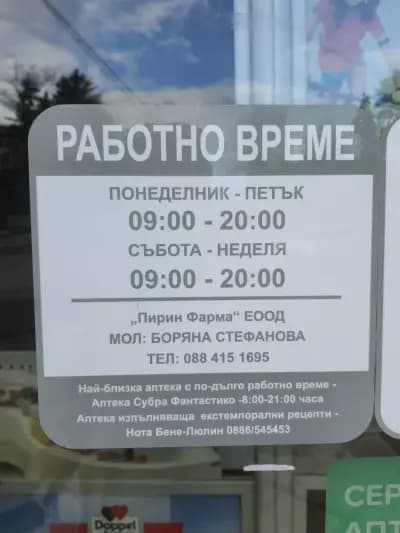 РАБОТНО ВРЕМЕ
ПОНЕДЕЛНИК - ПЕТЪК
09:00 - 20:00
СЪБОТА - НЕДЕЛЯ
09:00 - 20:00
„Пирин Фарма“ ЕООД
МОЛ: БОРЯНА СТЕФАНОВА
ТЕЛ: 088 415 1695
Най-близка аптека с по-дълго работно време -
Аптека Субра Фантастико -8:00-21:00 часа
Аптека изпълняваща екстемпорални рецепти -
Нота Бене-Люлин 0886/545453
Doppel
СЕР
АПТ